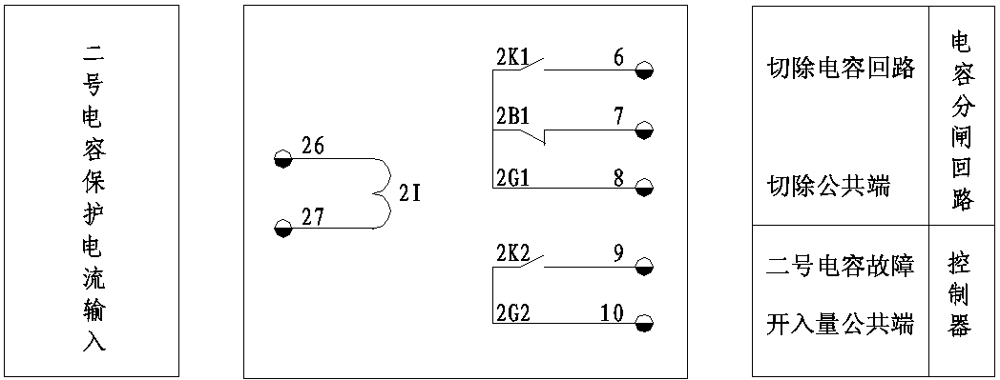 二号电容保护电流输入
26
27
2I
2K1 6
2B1 7
2G1 8
2K2 9
2G2 10
切除电容回路
切除公共端
电容分闸回路
二号电容故障
开入量公共端
控制器